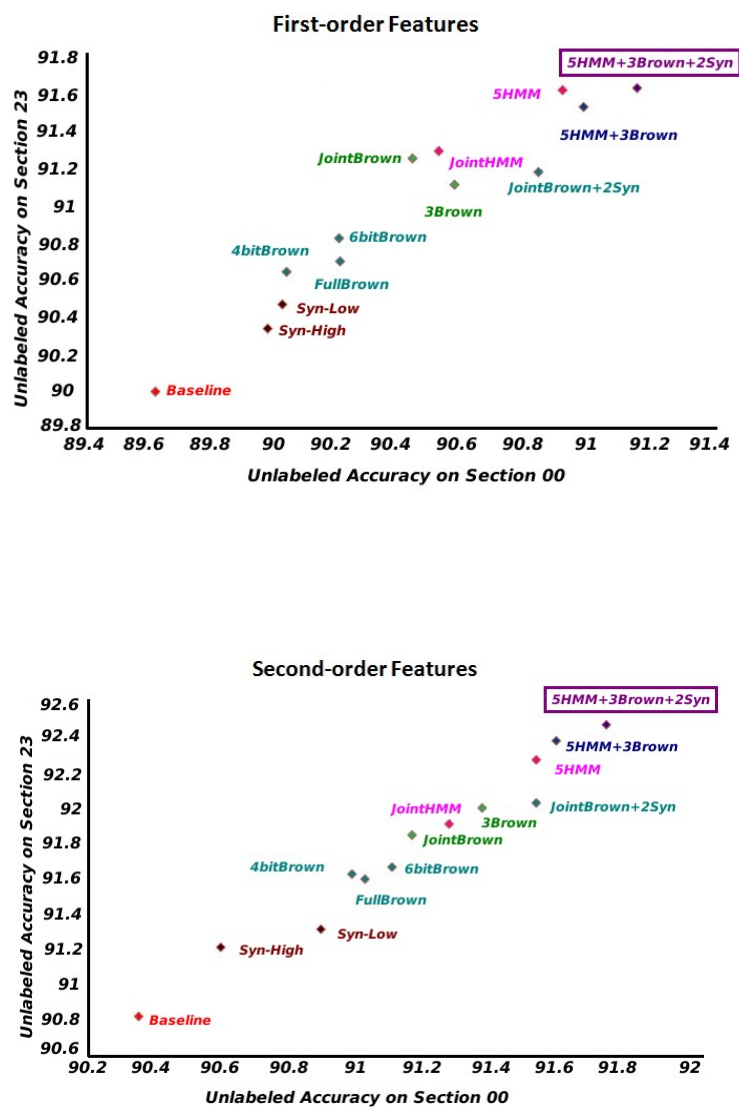 First-order Features
91.8
5HMM+3Brown+2Syn
91.6
5HMM
91.4
5HMM+3Brown
JointBrown
JointHMM
91.2
JointBrown+2Syn
91
3Brown
90.8
6bitBrown
4bitBrown
90.6
FullBrown
Syn-Low
90.4
Syn-High
90.2
90
Baseline
89.8
Unlabeled Accuracy on Section 23
89.4 89.6 89.8 90 90.2 90.4 90.6 90.8 91 91.2 91.4
Unlabeled Accuracy on Section 00
Second-order Features
92.6
5HMM+3Brown+2Syn
92.4
5HMM+3Brown
5HMM
92.2
92
JointHMM
JointBrown+2Syn
3Brown
91.8
JointBrown
4bitBrown
6bitBrown
91.6
FullBrown
91.4
Syn-Low
91.2
Syn-High
91
90.8
Baseline
90.6
Unlabeled Accuracy on Section 23
90.2 90.4 90.6 90.8 91 91.2 91.4 91.6 91.8 92
Unlabeled Accuracy on Section 00